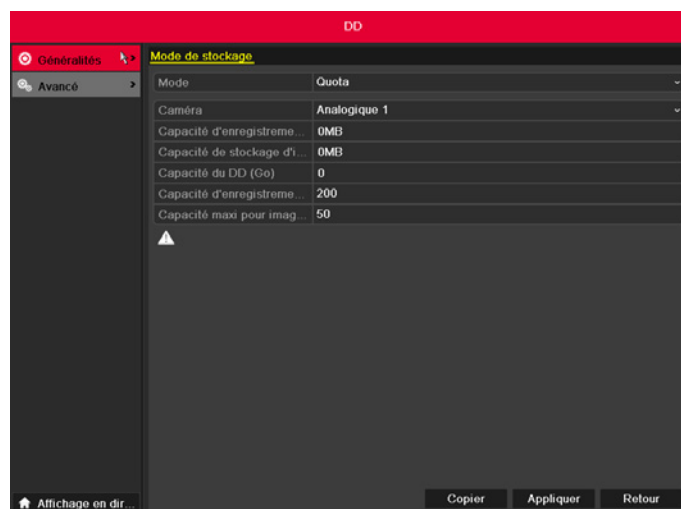 DD
Généralités
Avancé
Mode de stockage
Mode Quota
Caméra Analogique 1
Capacité d'enregistreme... 0MB
Capacité de stockage d'i... 0MB
Capacité du DD (Go) 0
Capacité d'enregistreme... 200
Capacité maxi pour imag... 50
Copier Appliquer Retour
Affichage en dir...